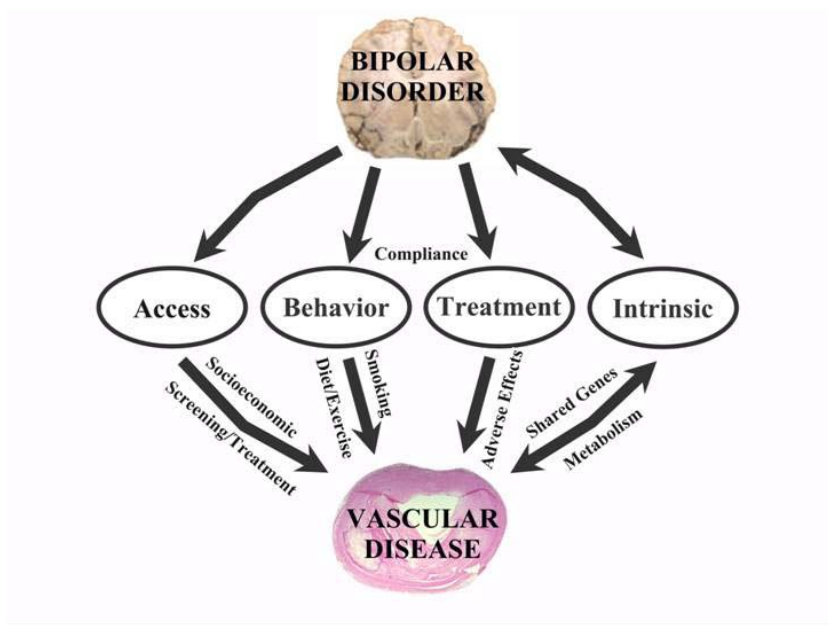 BIPOLAR
DISORDER
Compliance
Access
Behavior
Treatment
Intrinsic
Socioeconomic
Screening/Treatment
Smoking
Diet/Exercise
Adverse Effects
Shared Genes
Metabolism
VASCULAR
DISEASE